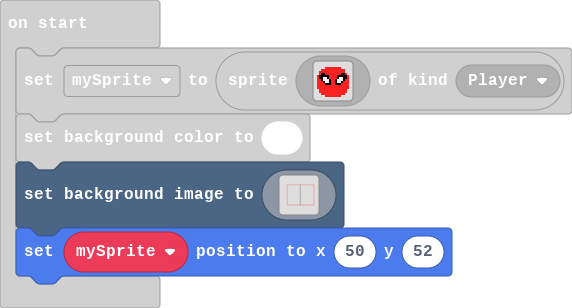 on start
set mySprite to sprite of kind Player
set background color to
set background image to
set mySprite position to x 50 y 52